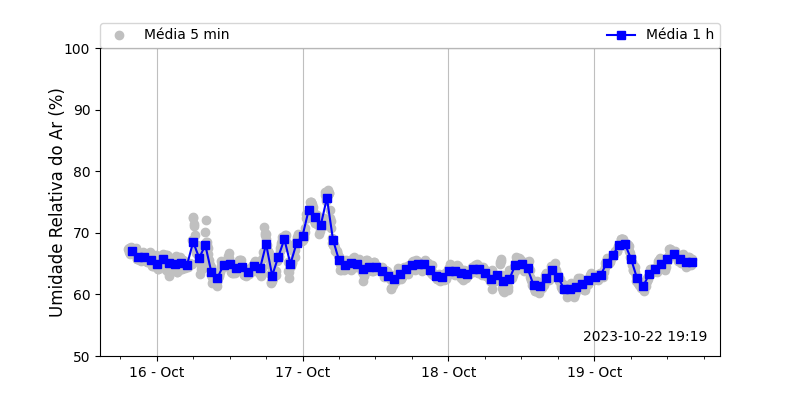 Média 5 min
Média 1 h
Umidade Relativa do Ar (%)
100
90
80
70
60
50
2023-10-22 19:19
16 - Oct
17 - Oct
18 - Oct
19 - Oct